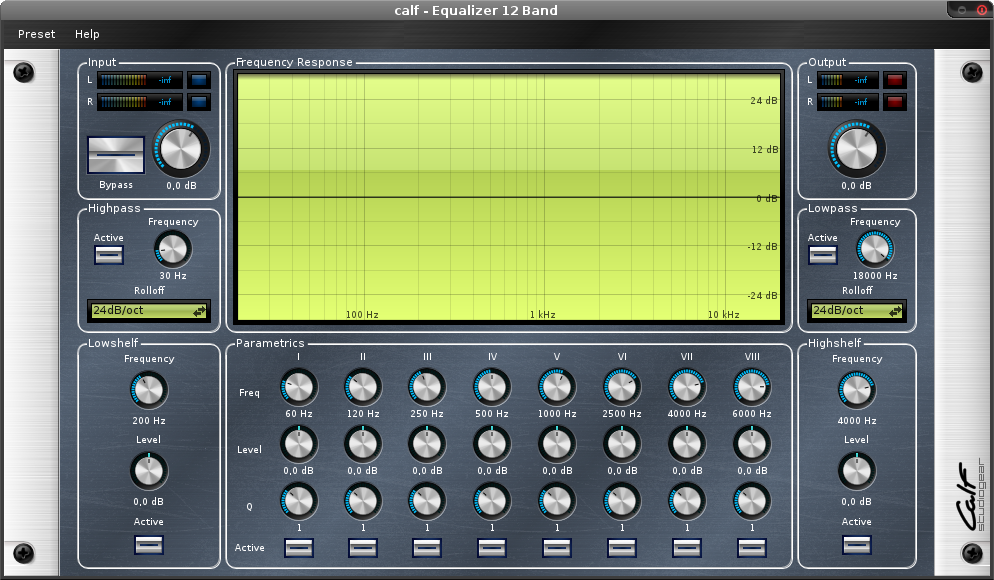 calf - Equalizer 12 Band
Preset Help
Input
L -inf
R -inf
Bypass
0,0 dB
Frequency Response
24 dB
12 dB
0 dB
-12 dB
-24 dB
100 Hz 1 kHz 10 kHz
Output
L -inf
R -inf
0,0 dB
Highpass
Frequency
Active
30 Hz
Rolloff
24dB/oct
Lowpass
Frequency
Active
18000 Hz
Rolloff
24dB/oct
Lowshelf
Frequency
200 Hz
Level
0,0 dB
Active
Parametrics
I II III IV V VI VII VIII
Freq
60 Hz 120 Hz 250 Hz 500 Hz 1000 Hz 2500 Hz 4000 Hz 6000 Hz
Level
0,0 dB 0,0 dB 0,0 dB 0,0 dB 0,0 dB 0,0 dB 0,0 dB 0,0 dB
Q
1 1 1 1 1 1 1 1
Active
Highshelf
Frequency
4000 Hz
Level
0,0 dB
Active
Calf
studiogear